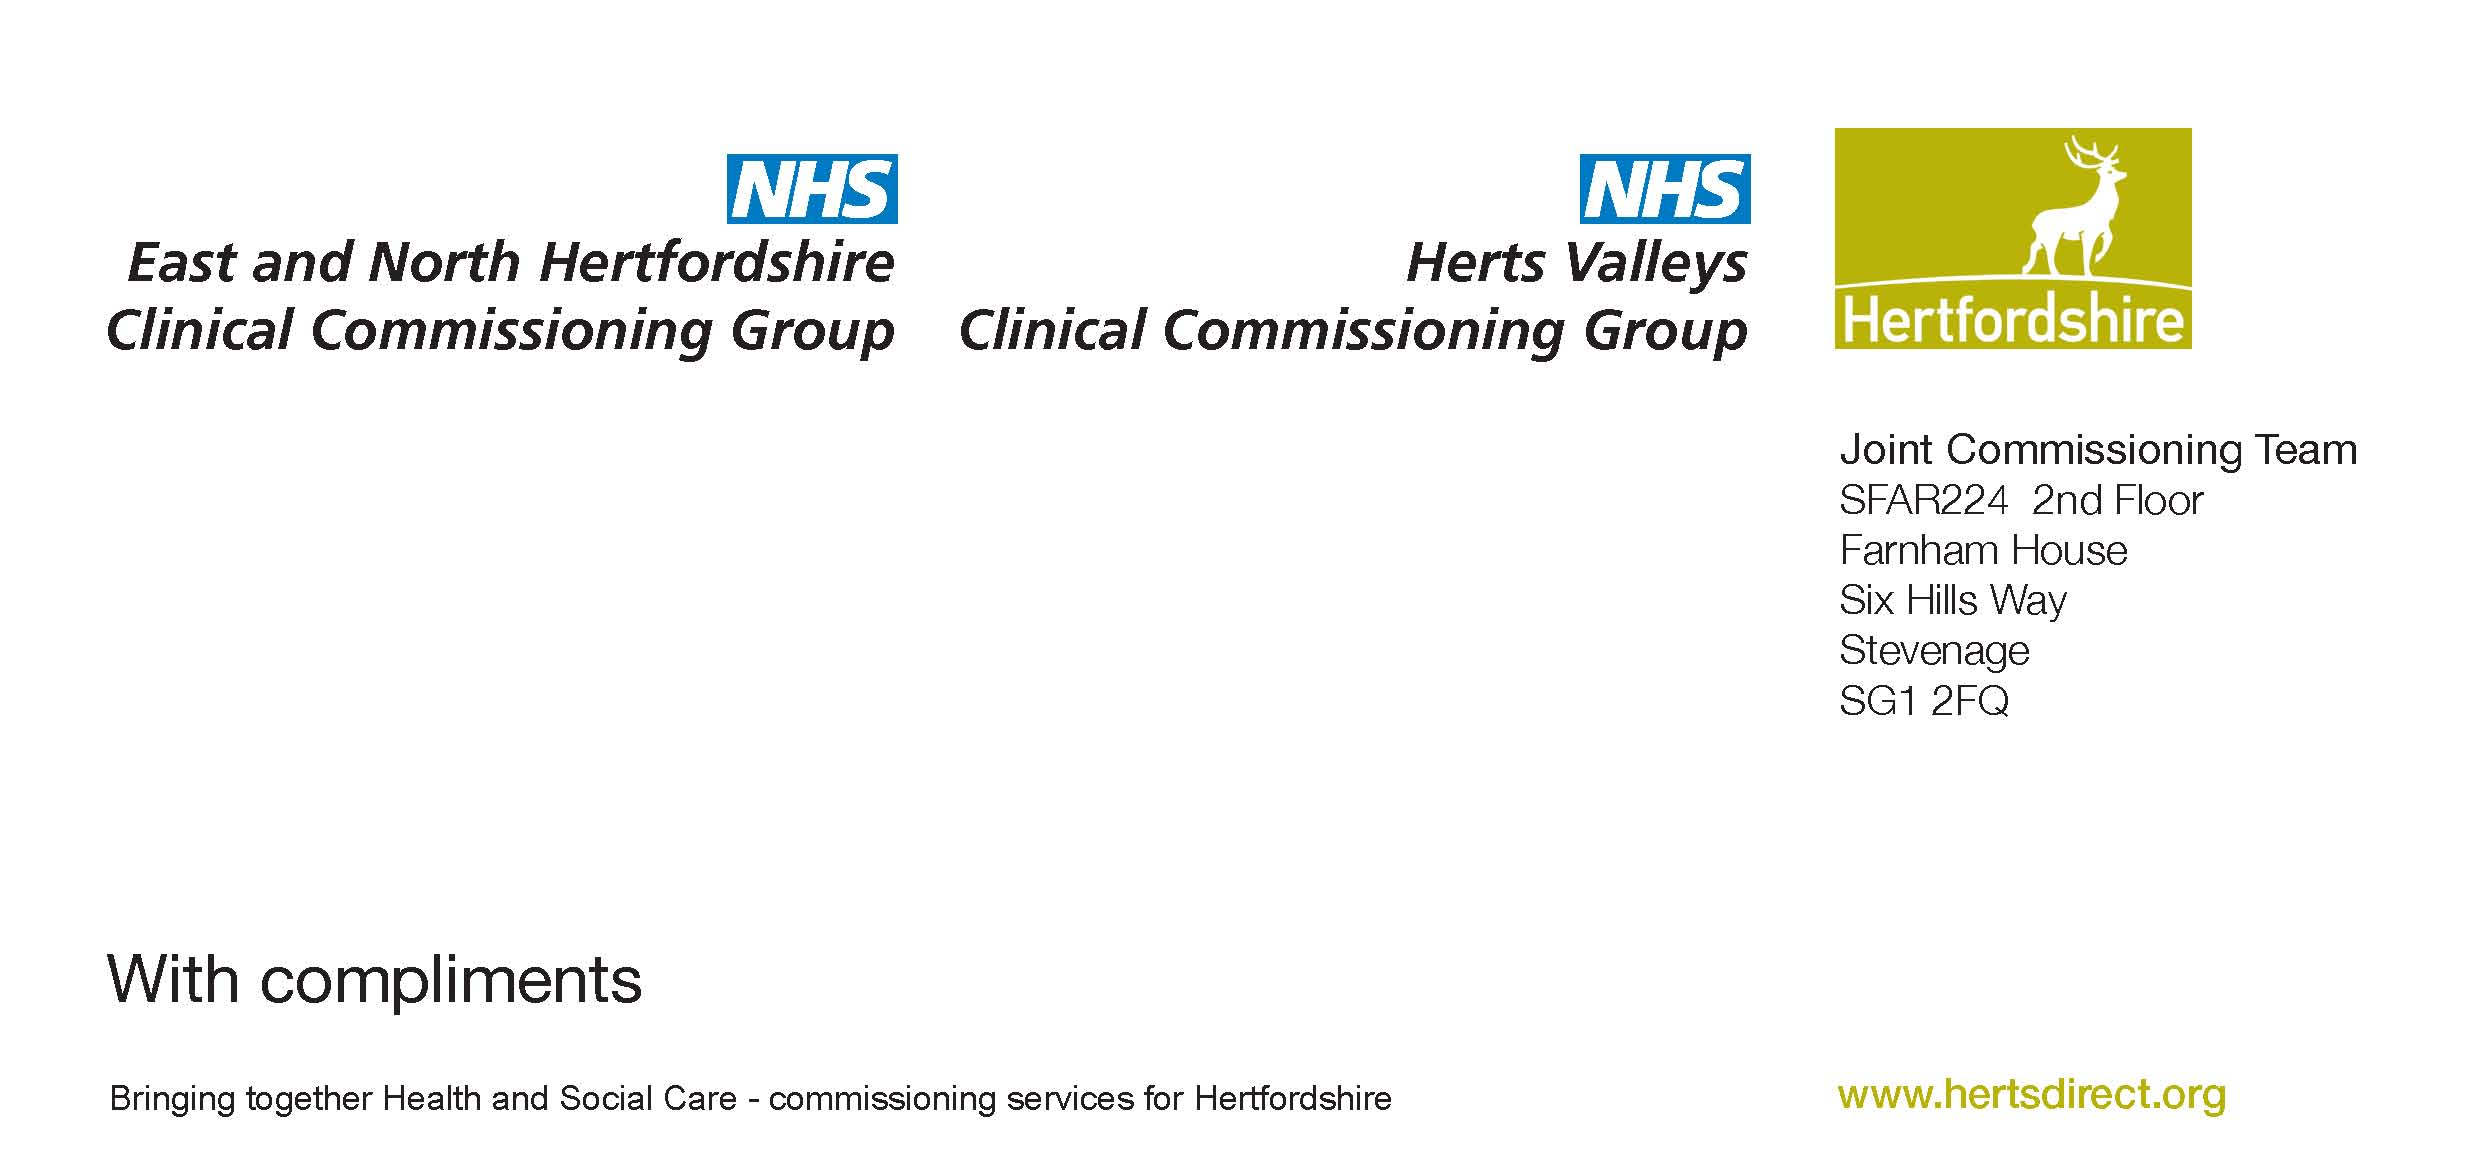 NHS
East and North Hertfordshire
Clinical Commissioning Group
NHS
Herts Valleys
Clinical Commissioning Group
Hertfordshire
Joint Commissioning Team
SFAR224  2nd Floor
Farnham House
Six Hills Way
Stevenage
SG1 2FQ
With compliments
Bringing together Health and Social Care - commissioning services for Hertfordshire
www.hertsdirect.org